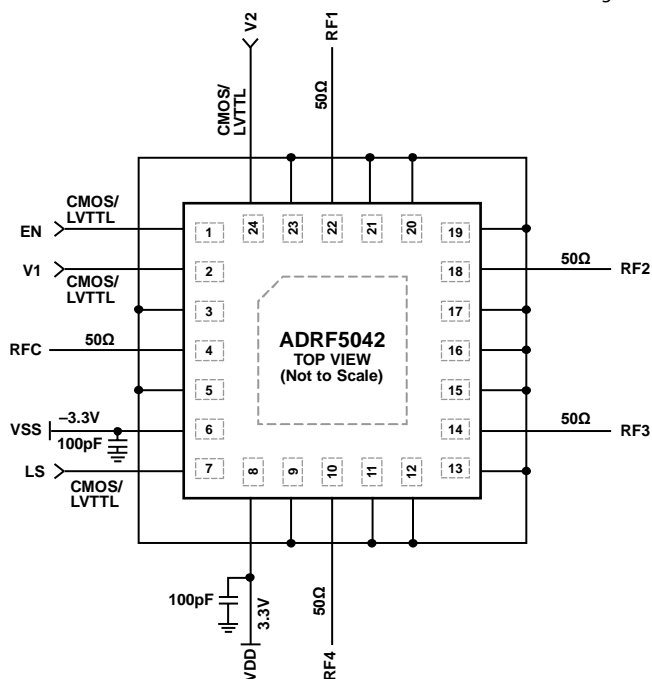 V2
RF1
CMOS/
LVTTL
50Ω
EN
CMOS/
LVTTL
24
23
22
21
20
1
19
V1
CMOS/
LVTTL
2
18
50Ω
RF2
3
17
RFC
50Ω
4
ADRF5042
TOP VIEW
(Not to Scale)
16
5
15
VSS
–3.3V
100pF
6
14
50Ω
RF3
LS
CMOS/
LVTTL
7
8
9
10
11
12
13
100pF
3.3V
50Ω
VDD
RF4